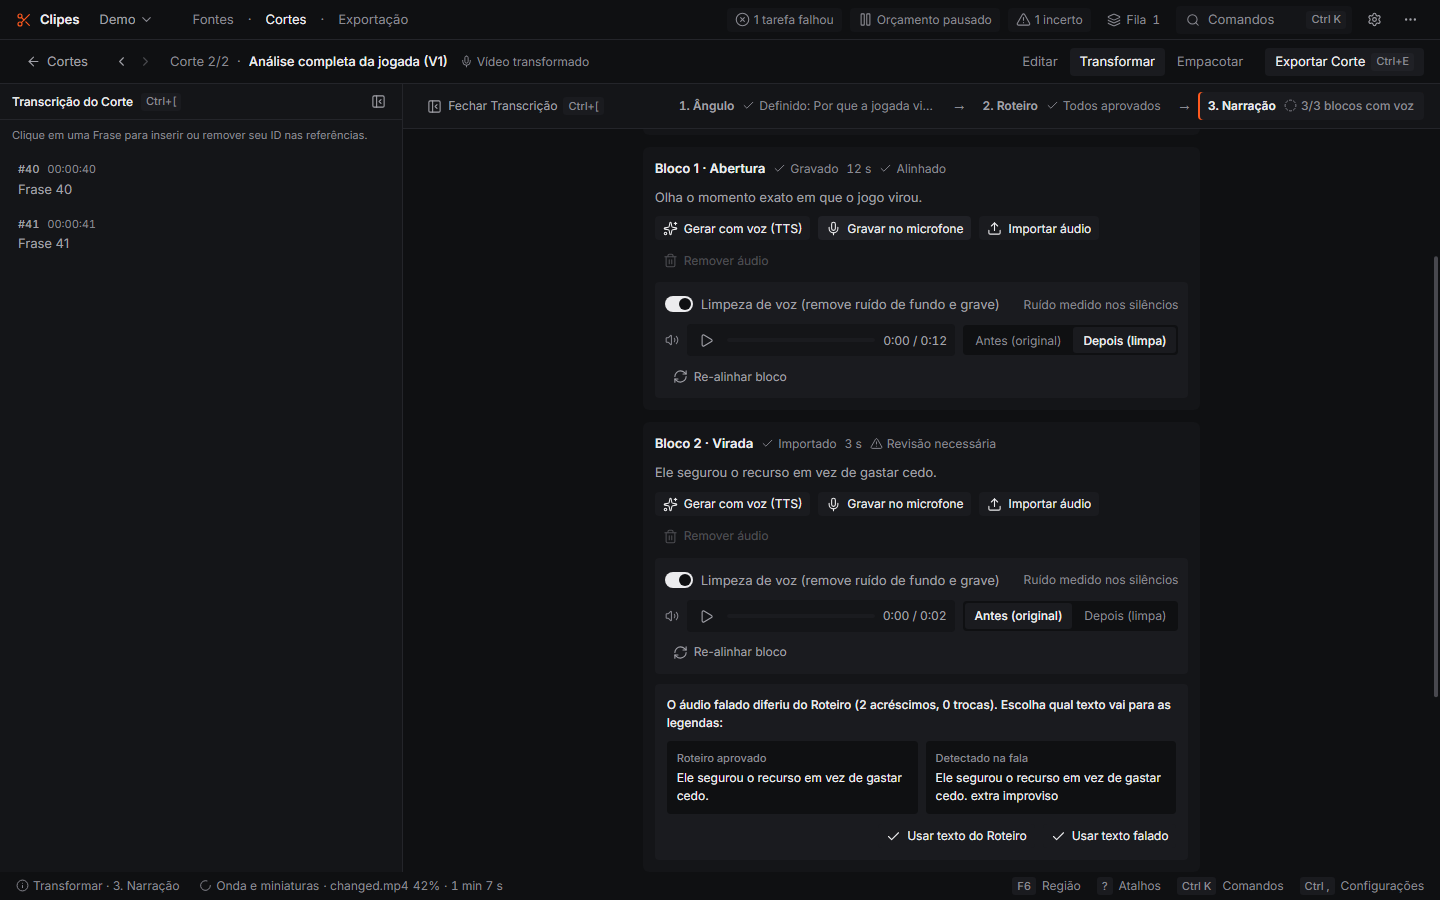 Clipes Demo Fontes · Cortes · Exportação 1 tarefa falhou Orçamento pausado 1 incerto Fila 1 Comandos Ctrl K
Cortes Corte 2/2 · Análise completa da jogada (V1) Vídeo transformado Editar Transformar Empacotar Exportar Corte Ctrl+E
Transcrição do Corte Ctrl+[
Clique em uma Frase para inserir ou remover seu ID nas referências.
#40 00:00:40
Frase 40
#41 00:00:41
Frase 41
Fechar Transcrição Ctrl+[ 1. Ângulo Definido: Por que a jogada vi... → 2. Roteiro Todos aprovados → 3. Narração 3/3 blocos com voz
Bloco 1 · Abertura Gravado 12 s Alinhado
Olha o momento exato em que o jogo virou.
Gerar com voz (TTS) Gravar no microfone Importar áudio
Remover áudio
Limpeza de voz (remove ruído de fundo e grave) Ruído medido nos silêncios
0:00 / 0:12 Antes (original) Depois (limpa)
Re-alinhar bloco
Bloco 2 · Virada Importado 3 s Revisão necessária
Ele segurou o recurso em vez de gastar cedo.
Gerar com voz (TTS) Gravar no microfone Importar áudio
Remover áudio
Limpeza de voz (remove ruído de fundo e grave) Ruído medido nos silêncios
0:00 / 0:02 Antes (original) Depois (limpa)
Re-alinhar bloco
O áudio falado diferiu do Roteiro (2 acréscimos, 0 trocas). Escolha qual texto vai para as
legendas:
Roteiro aprovado
Ele segurou o recurso em vez de gastar
cedo.
Detectado na fala
Ele segurou o recurso em vez de gastar
cedo. extra improviso
Usar texto do Roteiro Usar texto falado
Transformar · 3. Narração Onda e miniaturas · changed.mp4 42% · 1 min 7 s F6 Região ? Atalhos Ctrl K Comandos Ctrl , Configurações